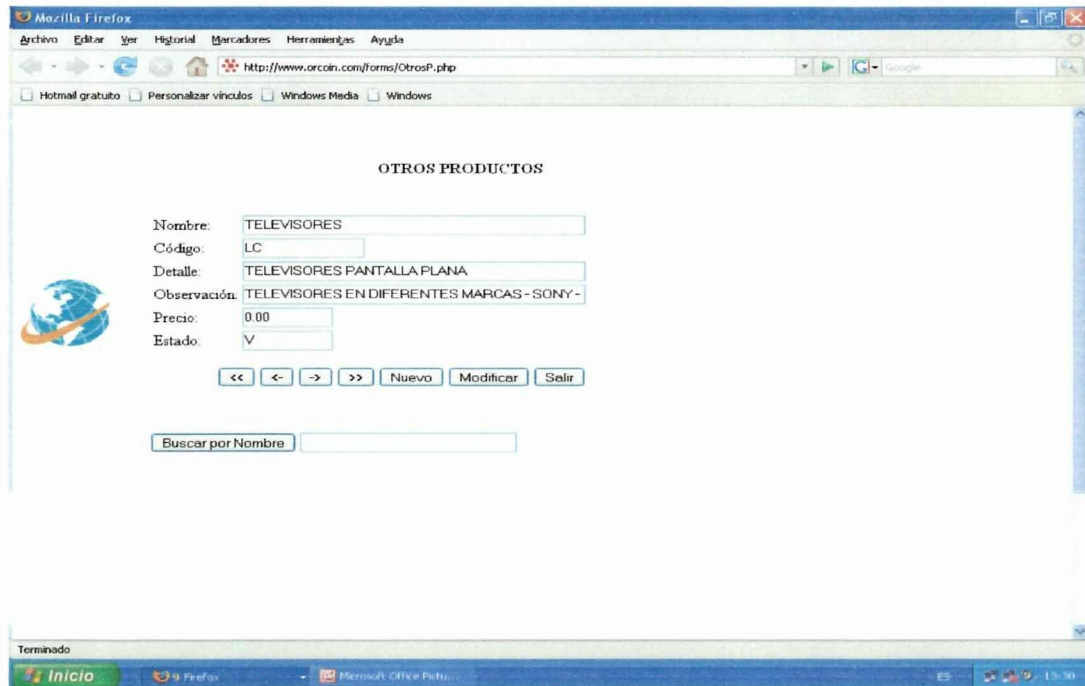 Mozilla Firefox
Archivo Editar Ver Historial Marcadores Herramientas Ayuda
http://www.orcoin.com/forms/OtrosP.php
Google
Hotmail gratuito Personalizar vínculos Windows Media Windows
OTROS PRODUCTOS
Nombre: TELEVISORES
Código: LC
Detalle: TELEVISORES PANTALLA PLANA
Observación: TELEVISORES EN DIFERENTES MARCAS - SONY -
Precio: 0.00
Estado: V
<< <- -> >> Nuevo Modificar Salir
Buscar por Nombre
Terminado
Inicio 9 Firefox Microsoft Office Pictu... ES 13:30